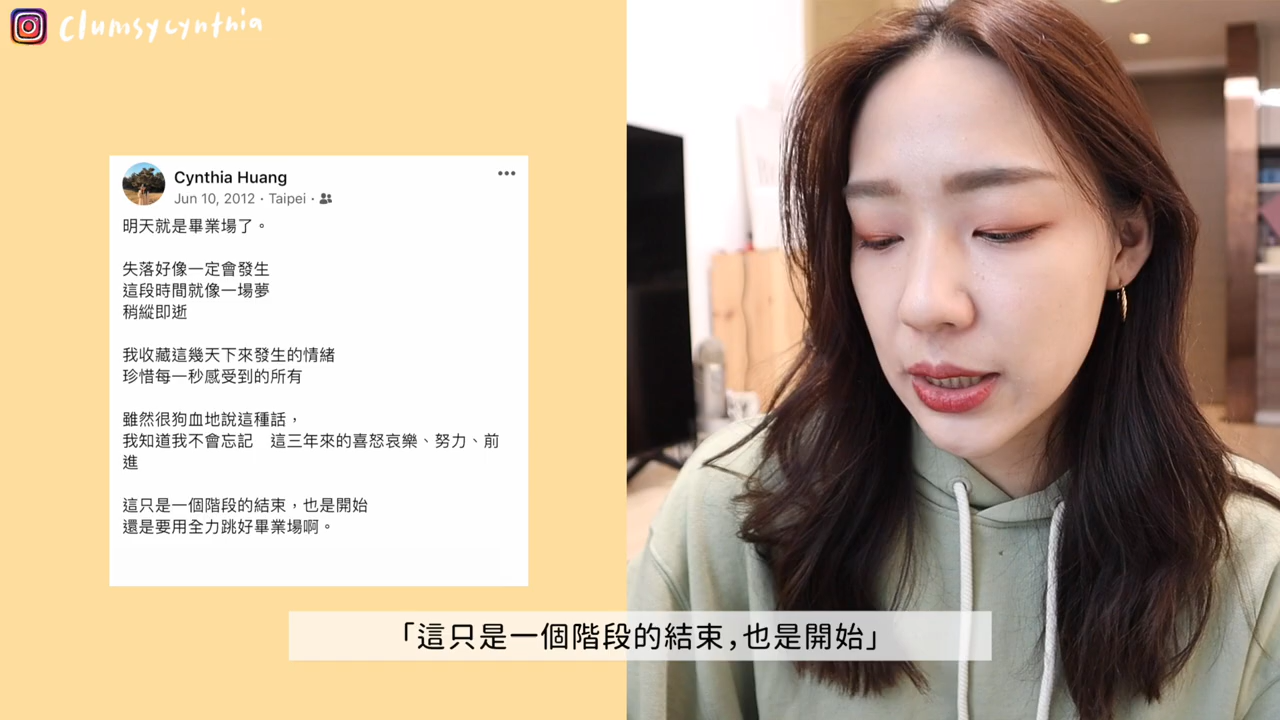 Clumsycynthia
Cynthia Huang
Jun 10, 2012 · Taipei ·
明天就是畢業場了。
失落好像一定會發生
這段時間就像一場夢
稍縱即逝
我收藏這幾天下來發生的情緒
珍惜每一秒感受到的所有
雖然很狗血地說這種話，
我知道我不會忘記　這三年來的喜怒哀樂、努力、前
進
這只是一個階段的結束，也是開始
還是要用全力跳好畢業場啊。
「這只是一個階段的結束,也是開始」